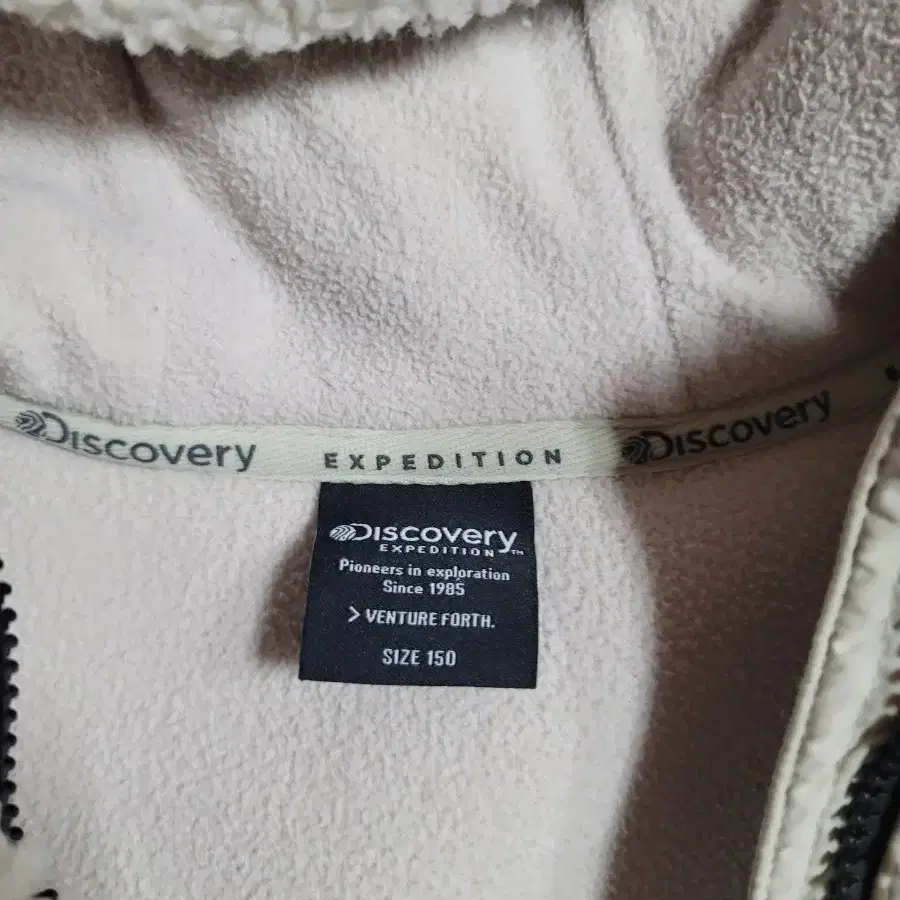 Discovery EXPEDITION Discovery
Discovery
EXPEDITION™
Pioneers in exploration
Since 1985
> VENTURE FORTH.
SIZE 150